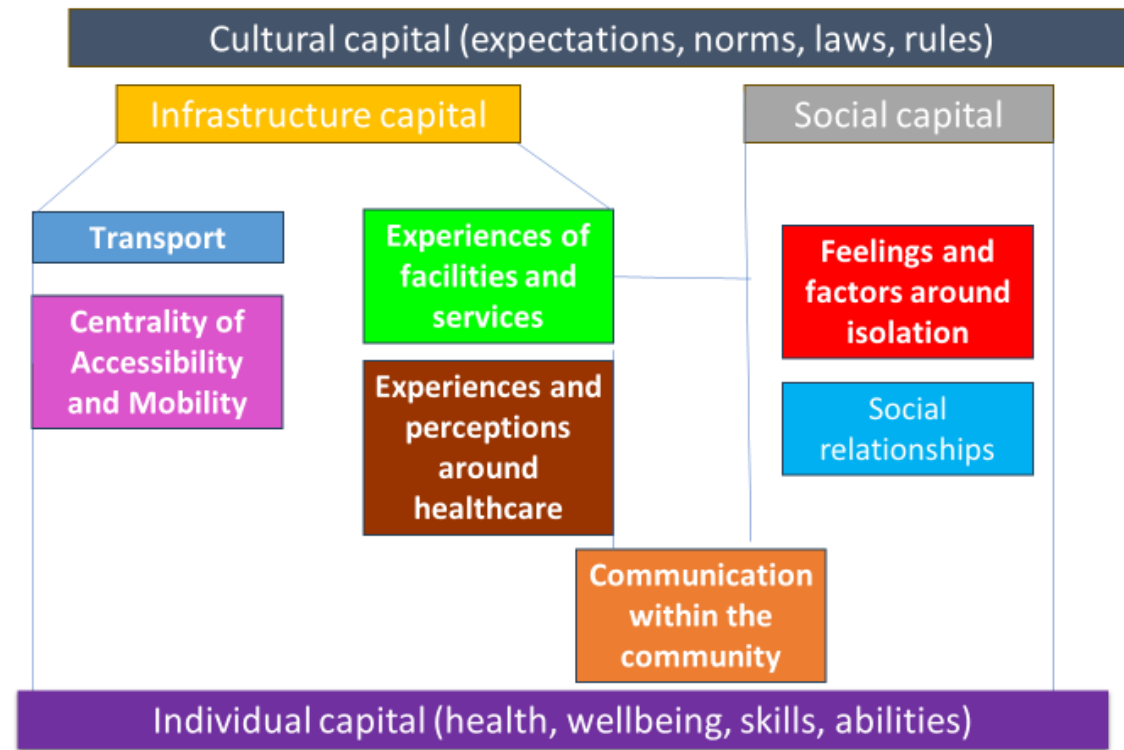 Cultural capital (expectations, norms, laws, rules)
Infrastructure capital
Social capital
Transport
Centrality of
Accessibility
and Mobility
Experiences of
facilities and
services
Experiences and
perceptions
around
healthcare
Feelings and
factors around
isolation
Social
relationships
Communication
within the
community
Individual capital (health, wellbeing, skills, abilities)